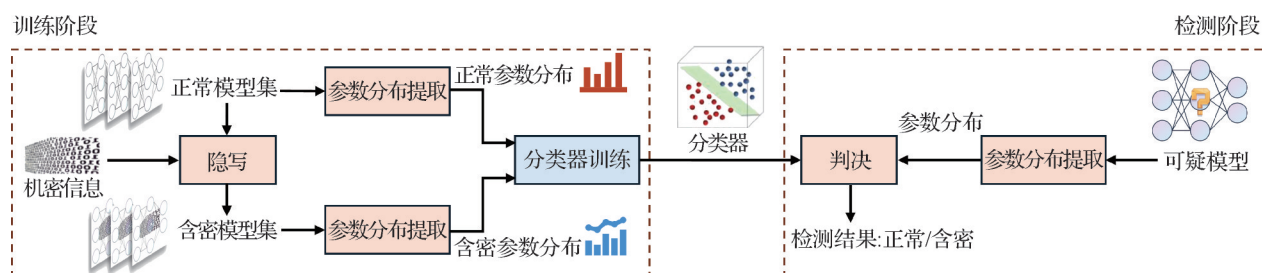 训练阶段
检测阶段
正常模型集
参数分布提取
正常参数分布
机密信息
隐写
分类器训练
分类器
判决
参数分布
参数分布提取
可疑模型
含密模型集
参数分布提取
含密参数分布
检测结果:正常/含密